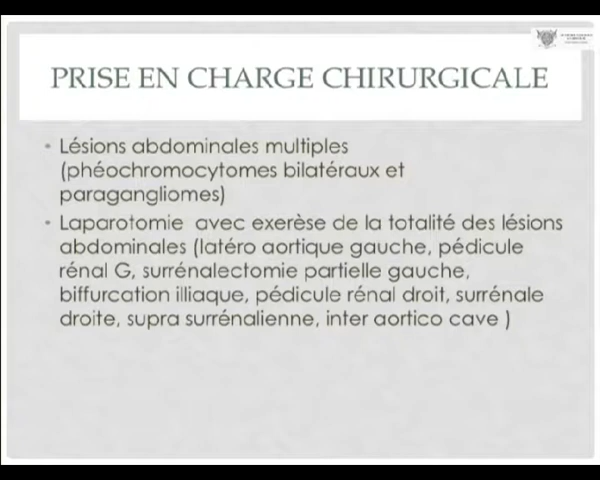 PRISE EN CHARGE CHIRURGICALE
• Lésions abdominales multiples
(phéochromocytomes bilatéraux et
paragangliomes)
• Laparotomie avec exerèse de la totalité des lésions
abdominales (latéro aortique gauche, pédicule
rénal G, surrénalectomie partielle gauche,
biffurcation illiaque, pédicule rénal droit, surrénale
droite, supra surrénalienne, inter aortico cave )